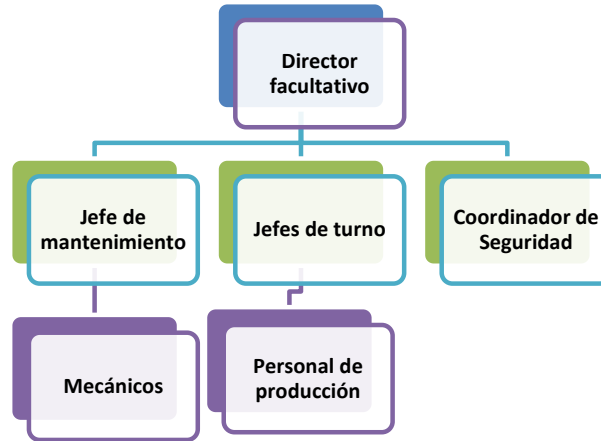 Director
facultativo
Jefe de
mantenimiento
Jefes de turno
Coordinador de
Seguridad
Mecánicos
Personal de
producción